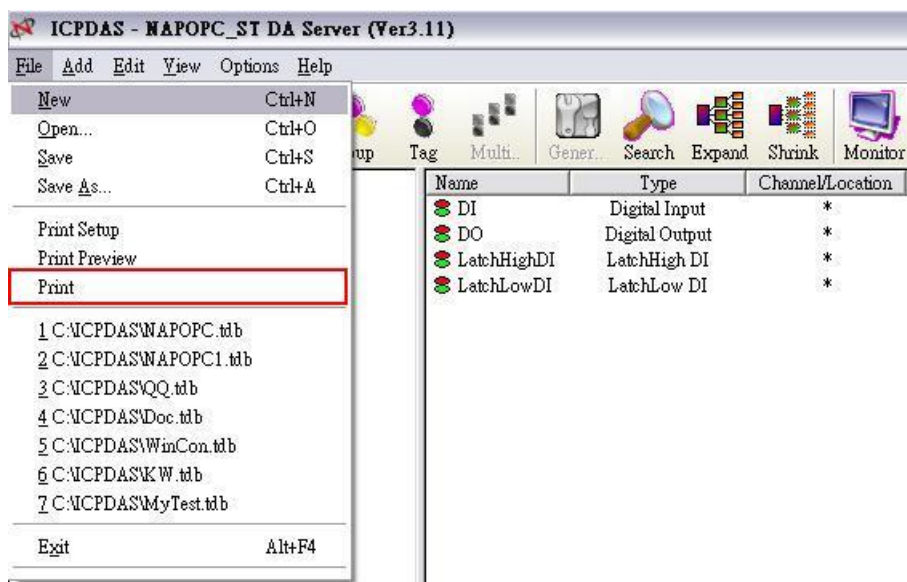 ICPDAS - NAPOPC_ST DA Server (Ver3.11)
File Add Edit View Options Help
New Ctrl+N
Open... Ctrl+O
Save Ctrl+S
Save As... Ctrl+A
Print Setup
Print Preview
Print
1 C:\ICPDAS\NAPOPC.tdb
2 C:\ICPDAS\NAPOPC1.tdb
3 C:\ICPDAS\QQ.tdb
4 C:\ICPDAS\Doc.tdb
5 C:\ICPDAS\WinCon.tdb
6 C:\ICPDAS\KW.tdb
7 C:\ICPDAS\MyTest.tdb
Exit Alt+F4
up Tag Multi.. Gener.. Search Expand Shrink Monitor
Name Type Channel/Location
DI Digital Input *
DO Digital Output *
LatchHighDI LatchHigh DI *
LatchLowDI LatchLow DI *